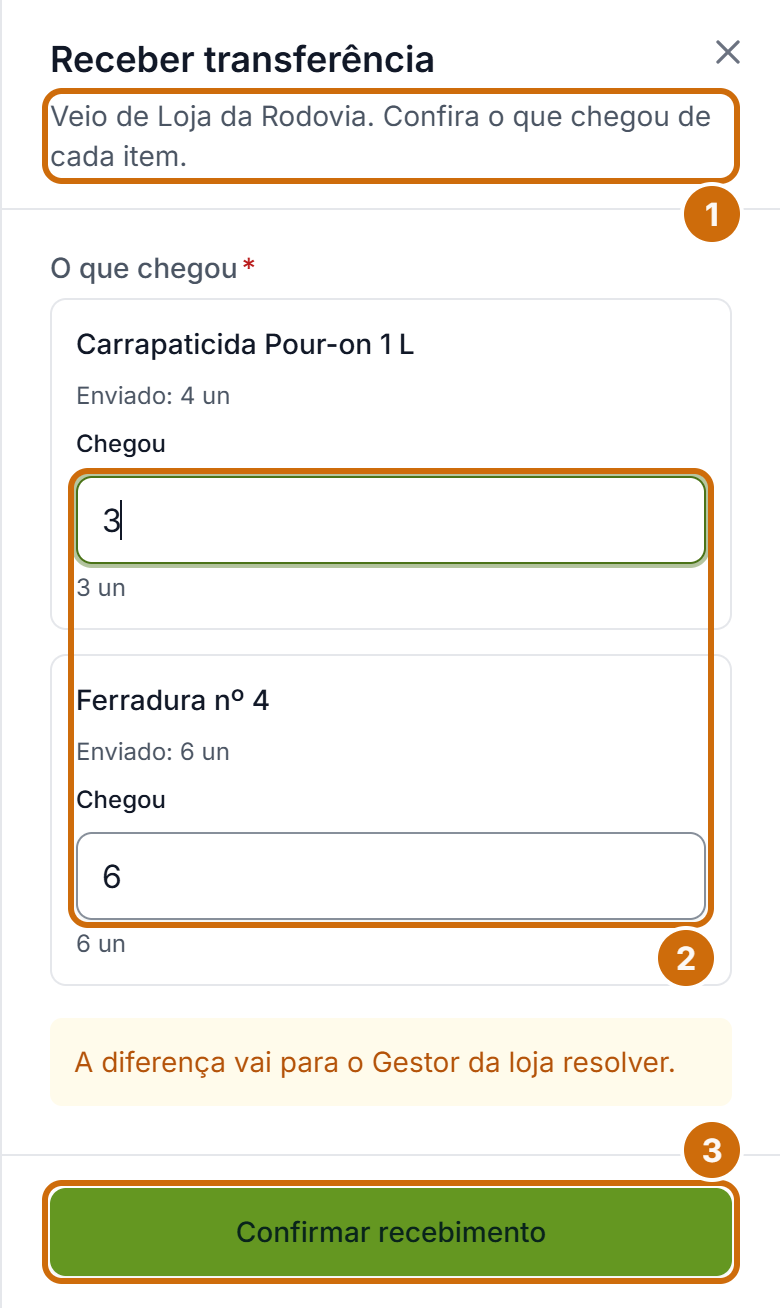 Receber transferência
Veio de Loja da Rodovia. Confira o que chegou de
cada item.
1
O que chegou*
Carrapaticida Pour-on 1 L
Enviado: 4 un
Chegou
3
3 un
Ferradura nº 4
Enviado: 6 un
Chegou
6
6 un
2
A diferença vai para o Gestor da loja resolver.
3
Confirmar recebimento